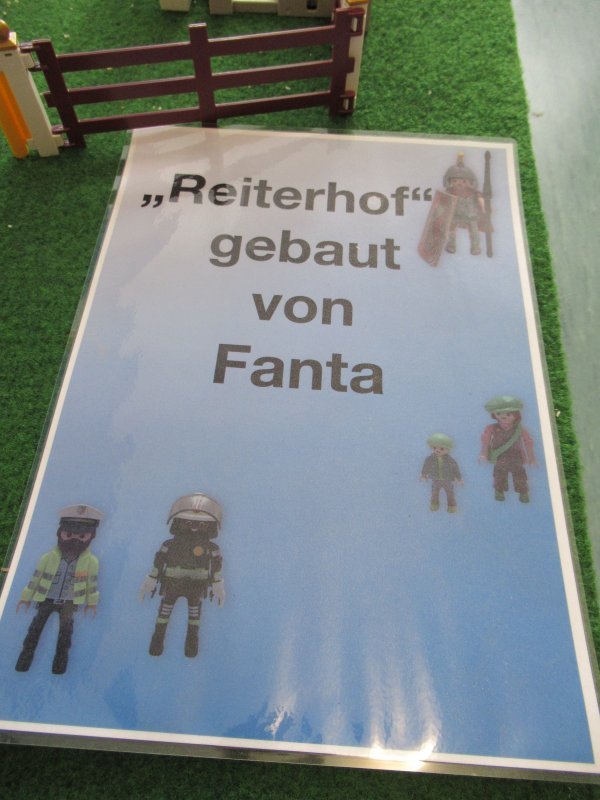 „Reiterhof“
gebaut
von
Fanta